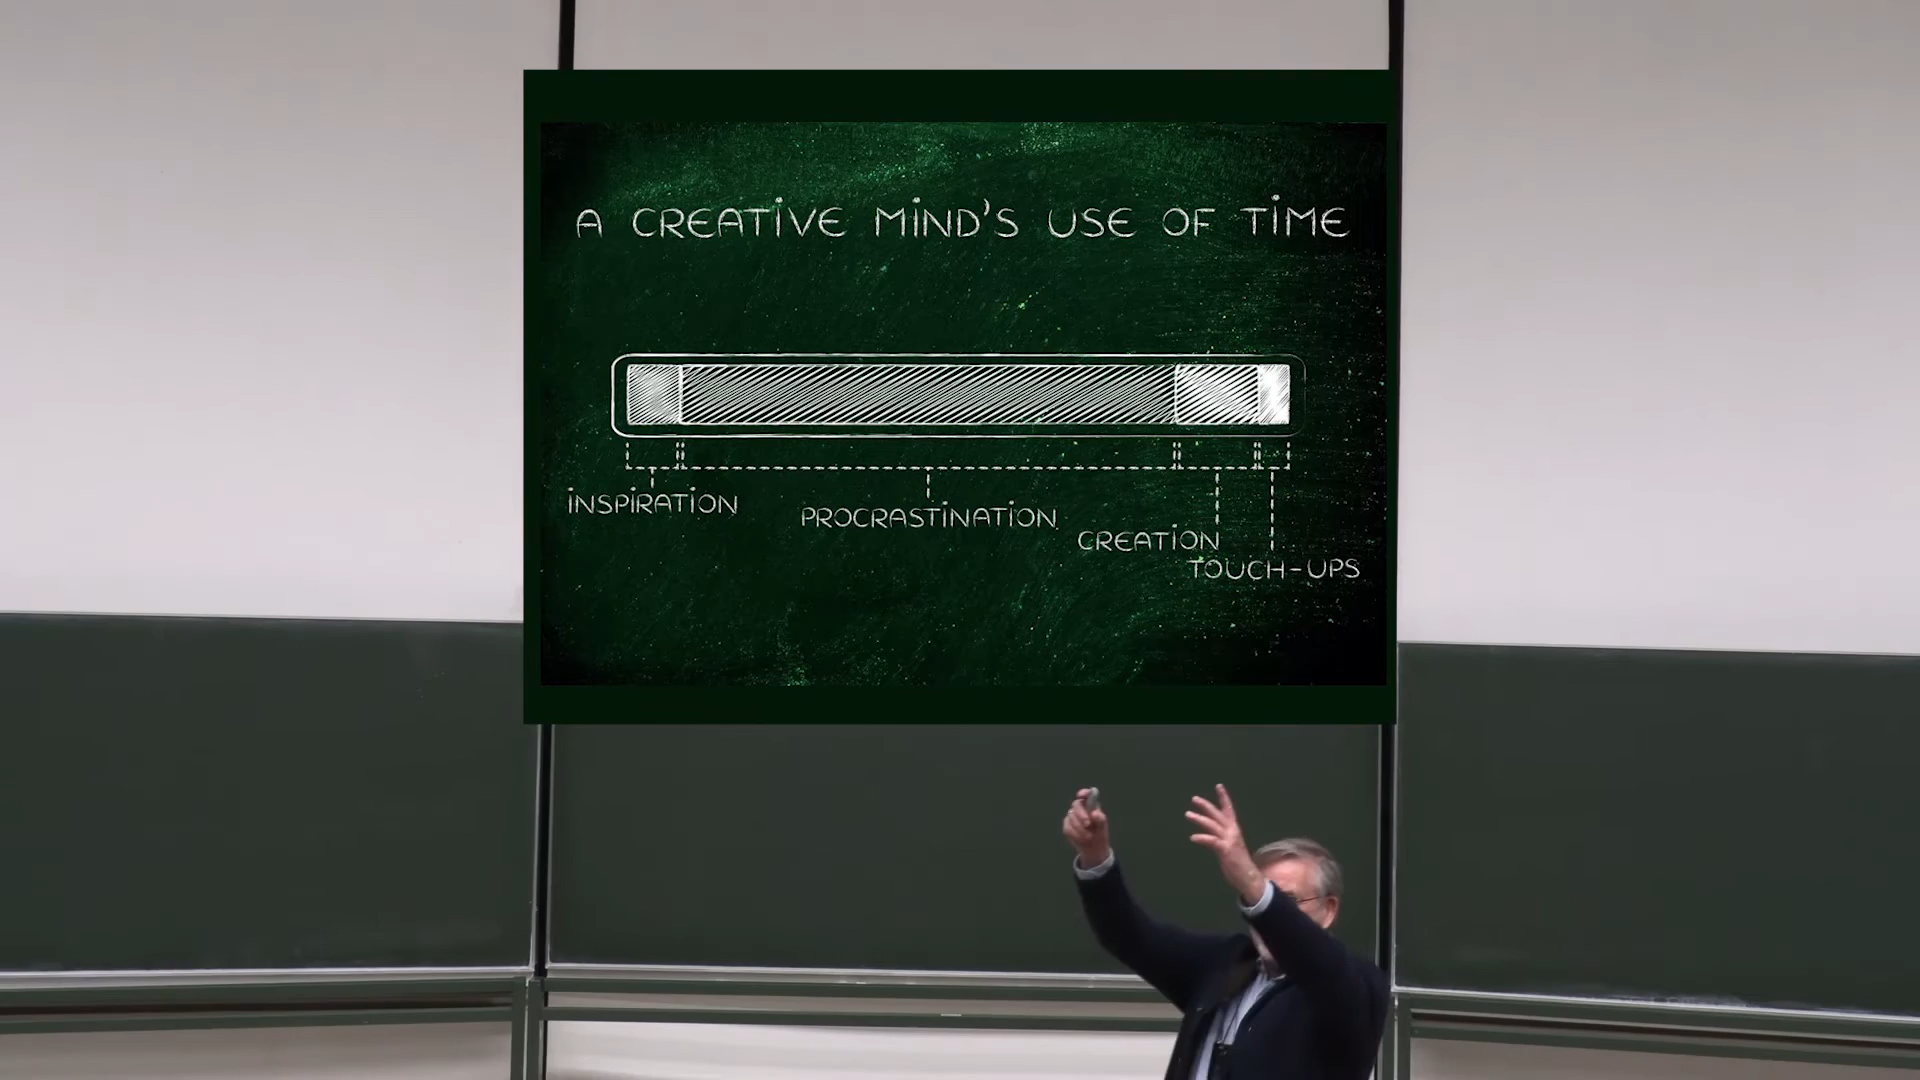 A CREATIVE MIND'S USE OF TIME
INSPIRATION
PROCRASTINATION
CREATION
TOUCH-UPS